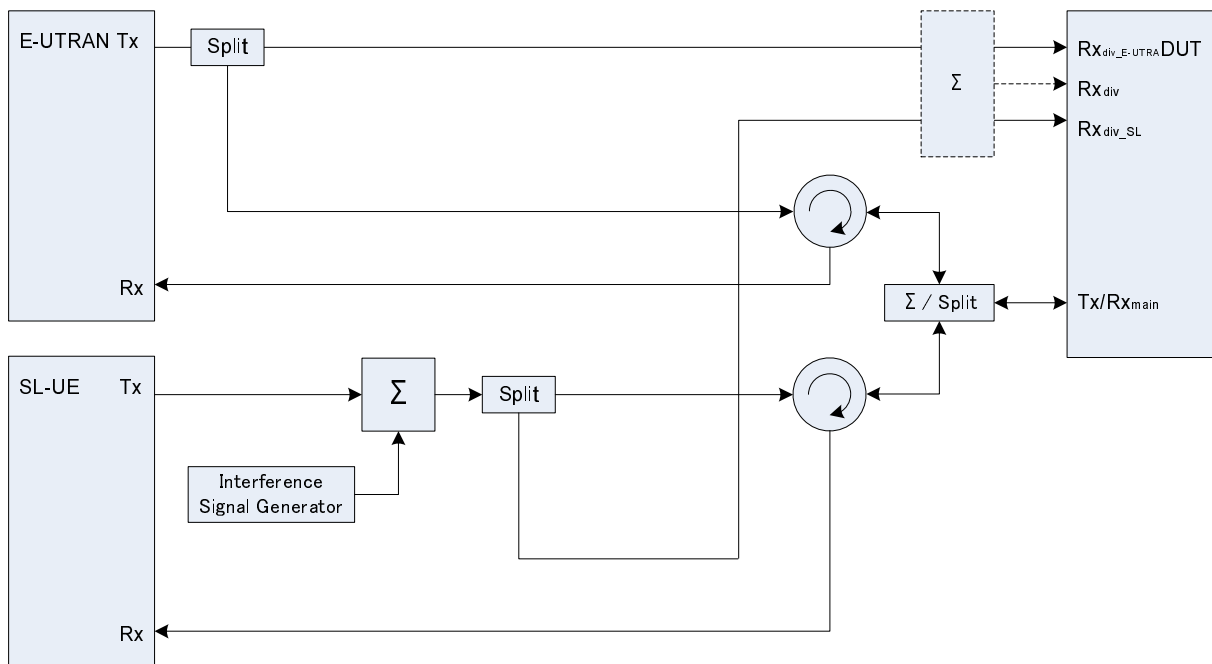 E-UTRAN Tx
Split
Σ
Rxdiv_E-UTRA DUT
Rxdiv
Rxdiv_SL
Rx
Σ / Split
Tx/Rxmain
SL-UE Tx
Σ
Split
Interference
Signal Generator
Rx